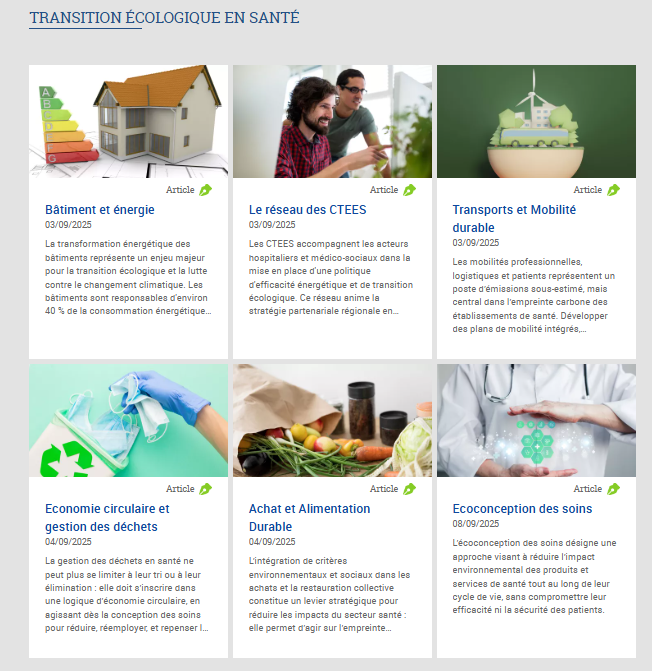 TRANSITION ÉCOLOGIQUE EN SANTÉ
A
B
C
D
E
F
G
Article
Bâtiment et énergie
03/09/2025
La transformation énergétique des
bâtiments représente un enjeu majeur
pour la transition écologique et la lutte
contre le changement climatique. Les
bâtiments sont responsables d'environ
40 % de la consommation énergétique...
Article
Le réseau des CTEES
03/09/2025
Les CTEES accompagnent les acteurs
hospitaliers et médico-sociaux dans la
mise en place d'une politique
d'efficacité énergétique et de transition
écologique. Ce réseau anime la
stratégie partenariale régionale en...
Article
Transports et Mobilité
durable
03/09/2025
Les mobilités professionnelles,
logistiques et patients représentent un
poste d'émissions sous-estimé, mais
central dans l'empreinte carbone des
établissements de santé. Développer
des plans de mobilité intégrés,...
Article
Economie circulaire et
gestion des déchets
04/09/2025
La gestion des déchets en santé ne
peut plus se limiter à leur tri ou à leur
élimination : elle doit s'inscrire dans
une logique d'économie circulaire, en
agissant dès la conception des soins
pour réduire, réemployer, et repenser l...
Article
Achat et Alimentation
Durable
04/09/2025
L'intégration de critères
environnementaux et sociaux dans les
achats et la restauration collective
constitue un levier stratégique pour
réduire les impacts du secteur santé :
elle permet d'agir sur l'empreinte...
Article
Ecoconception des soins
08/09/2025
L'écoconception des soins désigne une
approche visant à réduire l'impact
environnemental des produits et
services de santé tout au long de leur
cycle de vie, sans compromettre leur
efficacité ni la sécurité des patients.